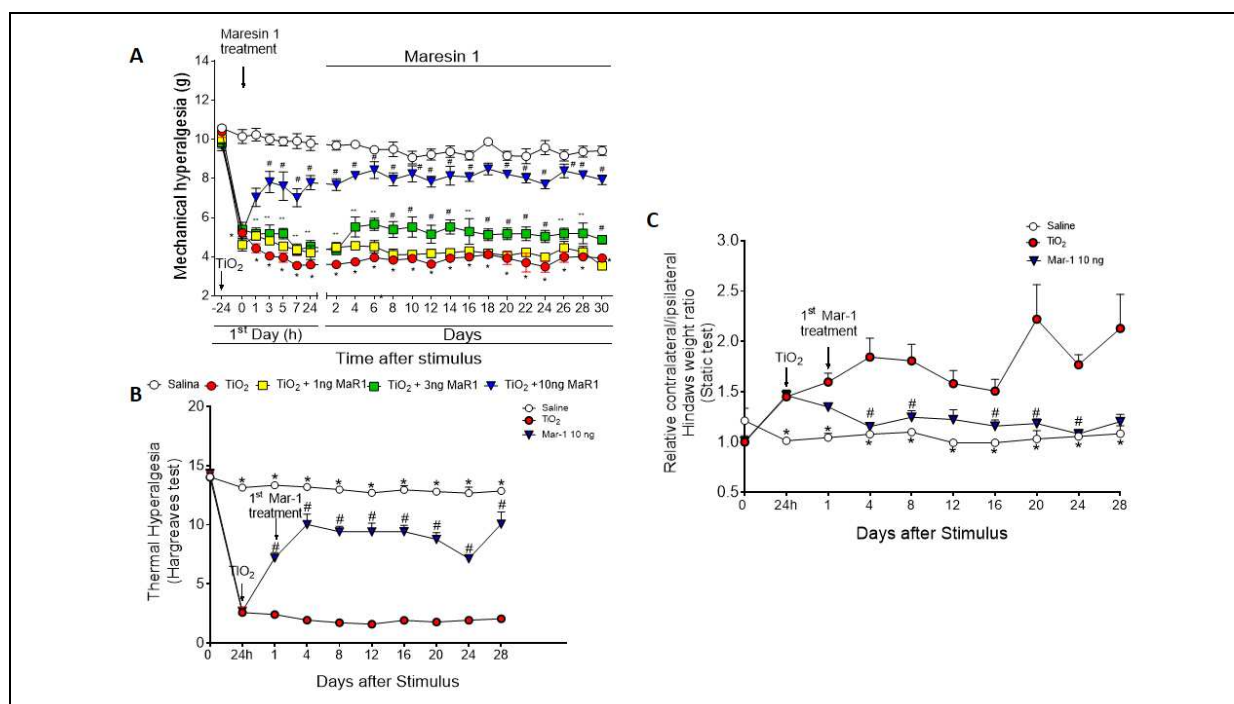 A
Maresin 1
treatment
Maresin 1
Mechanical hyperalgesia (g)
14
12
10
8
6
4
2
TiO2
-24 0 1 3 5 7 24 2 4 6 8 10 12 14 16 18 20 22 24 26 28 30
1st Day (h) Days
Time after stimulus
Salina TiO2 TiO2 + 1ng MaR1 TiO2 + 3ng MaR1 TiO2 +10ng MaR1
B
Saline
TiO2
Mar-1 10 ng
Thermal Hyperalgesia
(Hargreaves test)
20
15
10
5
0
1st Mar-1
treatment
TiO2
0 24h 1 4 8 12 16 20 24 28
Days after Stimulus
C
Saline
TiO2
Mar-1 10 ng
Relative contralateral/ipsilateral
Hindaws weight ratio
(Static test)
3.0
2.5
2.0
1.5
1.0
0.5
1st Mar-1
treatment
TiO2
0 24h 1 4 8 12 16 20 24 28
Days after Stimulus